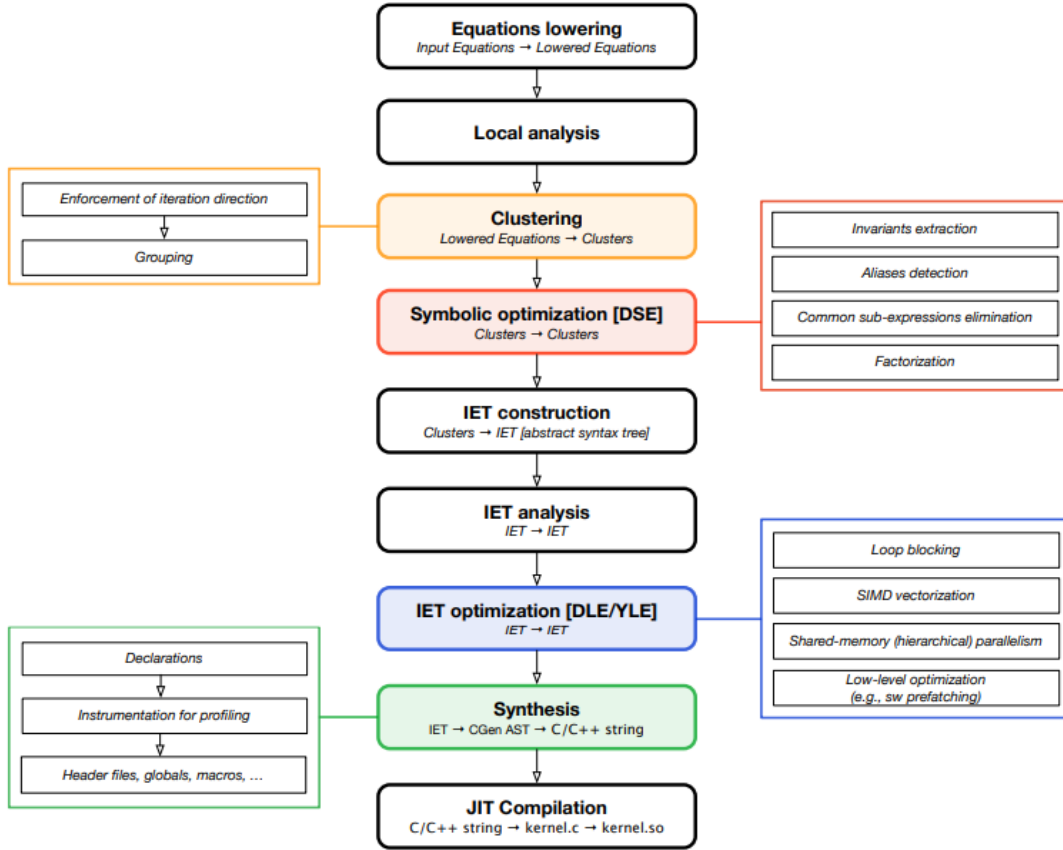 Equations lowering
Input Equations → Lowered Equations
Local analysis
Enforcement of iteration direction
Grouping
Clustering
Lowered Equations → Clusters
Invariants extraction
Aliases detection
Common sub-expressions elimination
Factorization
Symbolic optimization [DSE]
Clusters → Clusters
IET construction
Clusters → IET [abstract syntax tree]
IET analysis
IET → IET
Loop blocking
SIMD vectorization
Shared-memory (hierarchical) parallelism
Low-level optimization
(e.g., sw prefatching)
IET optimization [DLE/YLE]
IET → IET
Declarations
Instrumentation for profiling
Header files, globals, macros, ...
Synthesis
IET → CGen AST → C/C++ string
JIT Compilation
C/C++ string → kernel.c → kernel.so